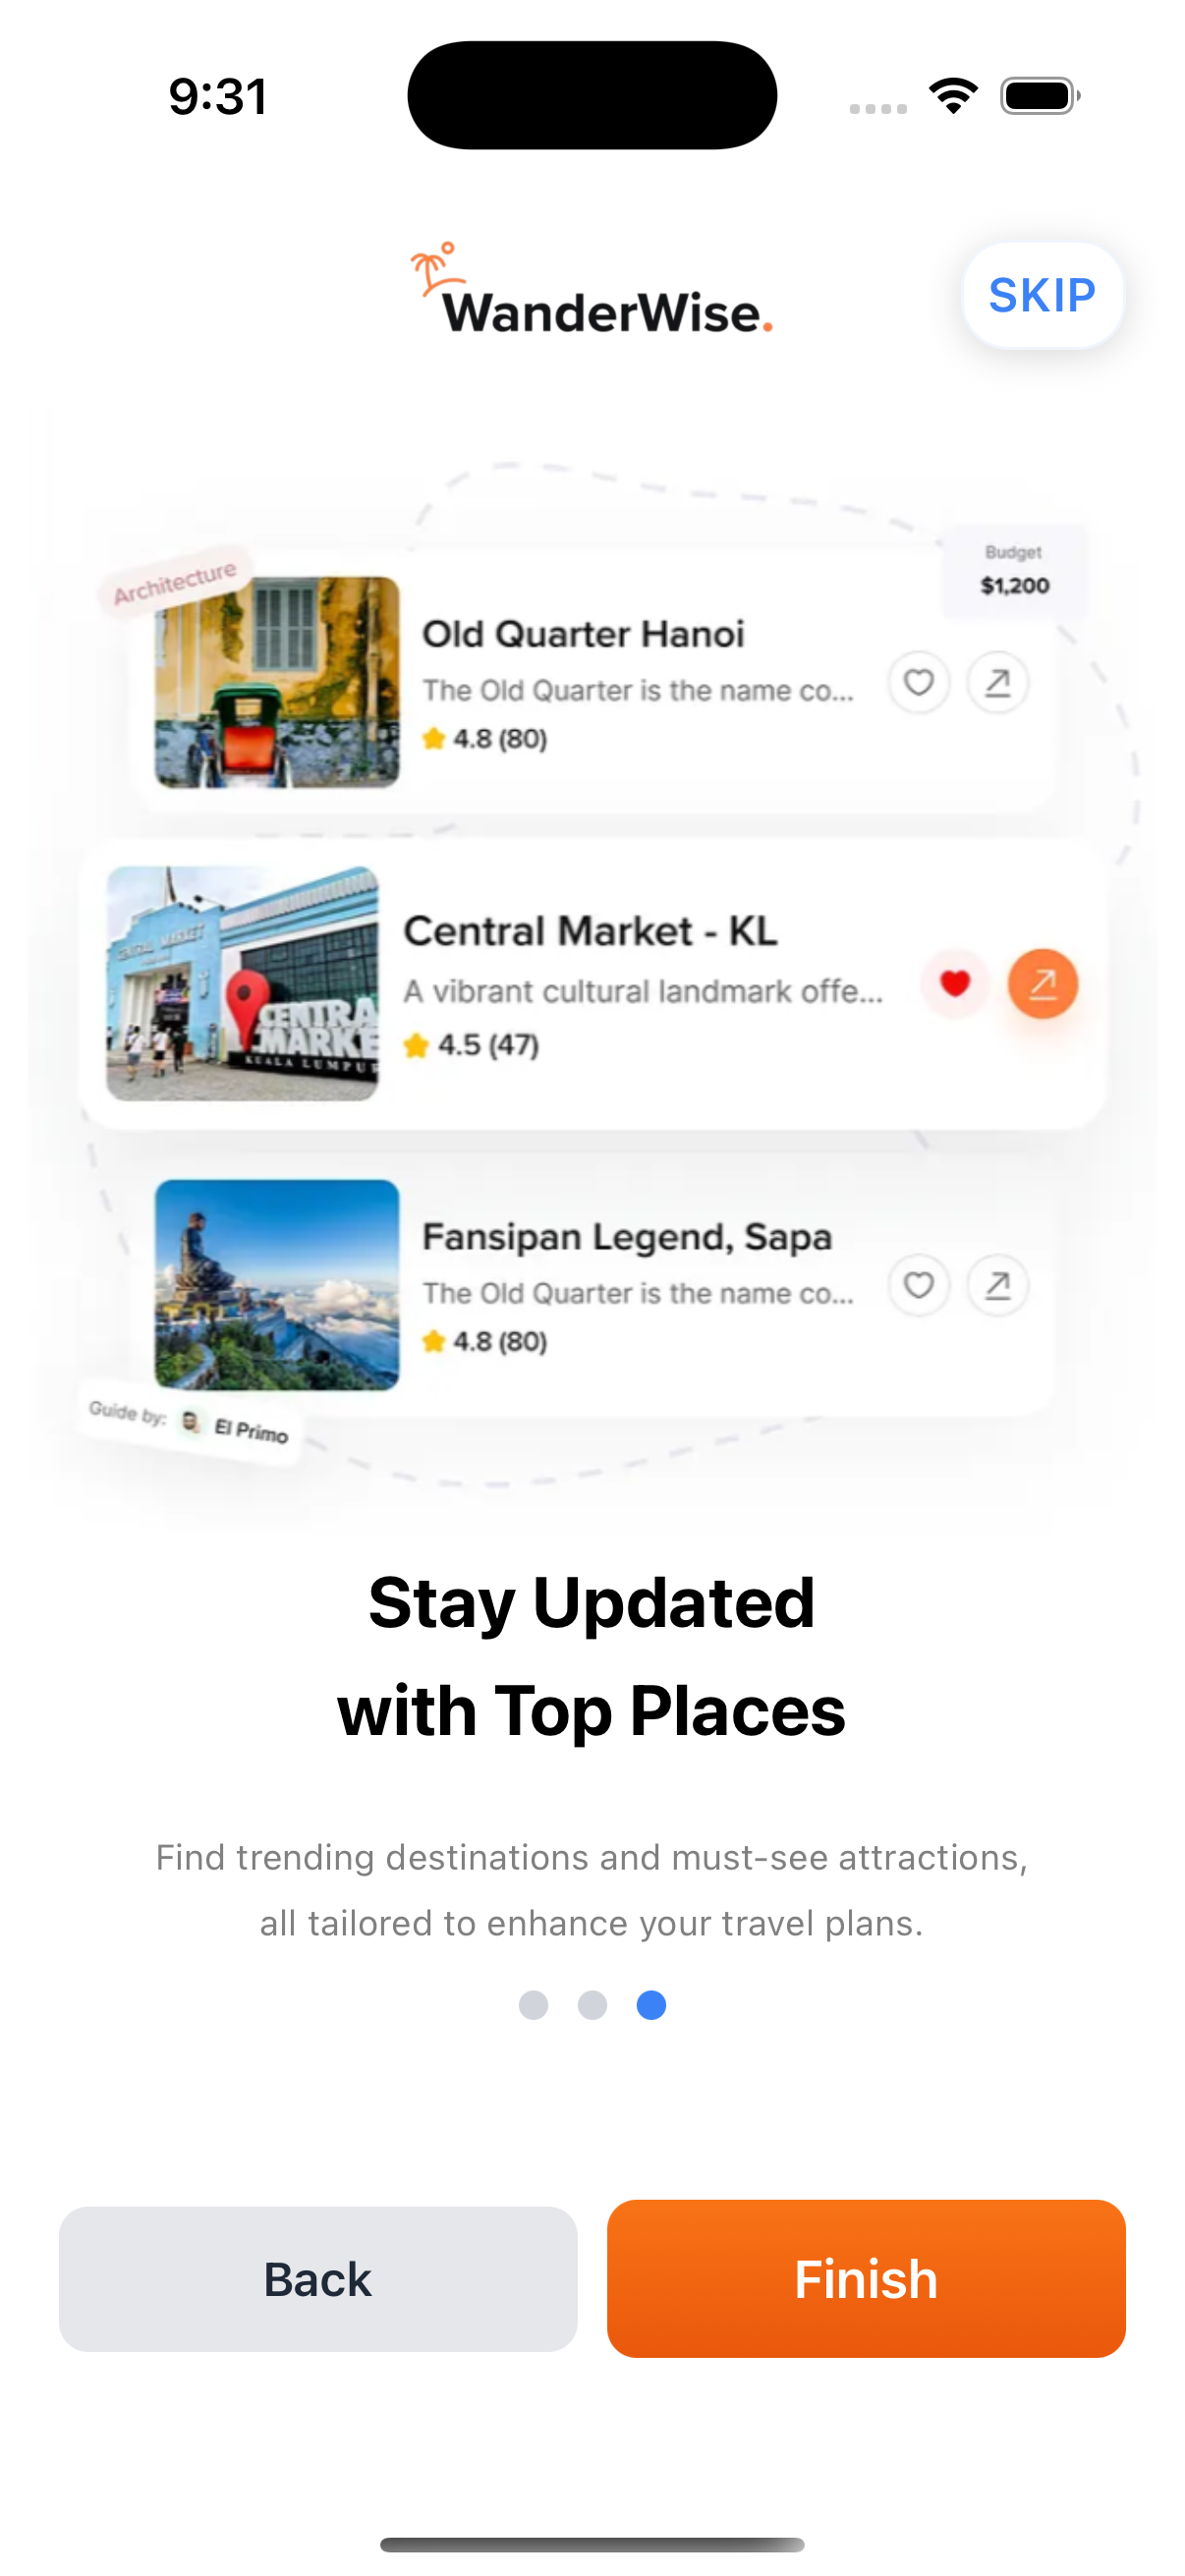 9:31
WanderWise.
SKIP
Architecture
Budget
$1,200
Old Quarter Hanoi
The Old Quarter is the name co...
4.8 (80)
CENTRAL MARKET
CENTRA
MARKE
KUALA LUMPUR
Central Market - KL
A vibrant cultural landmark offe...
4.5 (47)
Fansipan Legend, Sapa
The Old Quarter is the name co...
4.8 (80)
Guide by: El Primo
Stay Updated
with Top Places
Find trending destinations and must-see attractions,
all tailored to enhance your travel plans.
Back
Finish